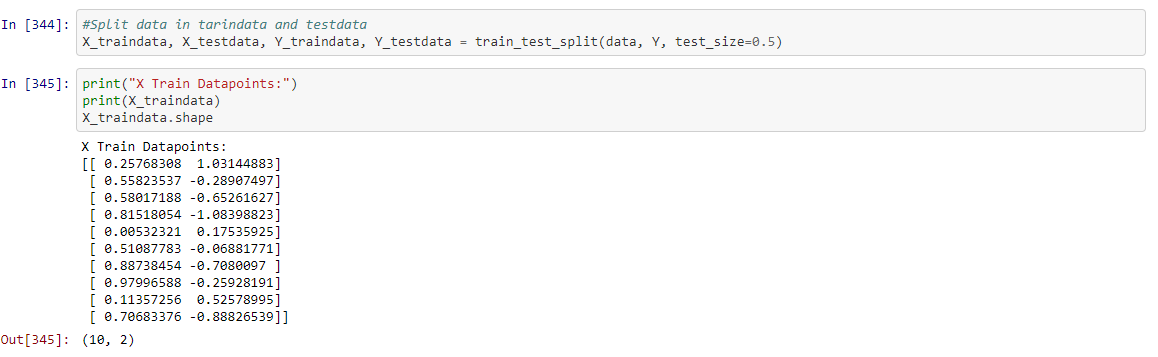 In [344]: #Split data in tarindata and testdata
X_traindata, X_testdata, Y_traindata, Y_testdata = train_test_split(data, Y, test_size=0.5)
In [345]: print("X Train Datapoints:")
print(X_traindata)
X_traindata.shape
X Train Datapoints:
[[ 0.25768308  1.03144883]
 [ 0.55823537 -0.28907497]
 [ 0.58017188 -0.65261627]
 [ 0.81518054 -1.08398823]
 [ 0.00532321  0.17535925]
 [ 0.51087783 -0.06881771]
 [ 0.88738454 -0.7080097 ]
 [ 0.97996588 -0.25928191]
 [ 0.11357256  0.52578995]
 [ 0.70683376 -0.88826539]]
Out[345]: (10, 2)